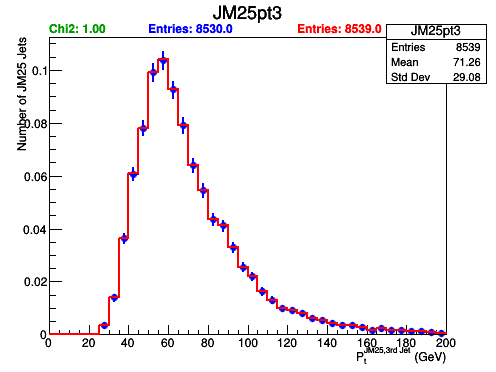 JM25pt3
Chi2: 1.00 Entries: 8530.0 Entries: 8539.0
JM25pt3
Entries 8539
Mean 71.26
Std Dev 29.08
Number of JM25 Jets
0.1
0.08
0.06
0.04
0.02
0
0 20 40 60 80 100 120 140 160 180 200
P_t^JM25,3rd Jet (GeV)